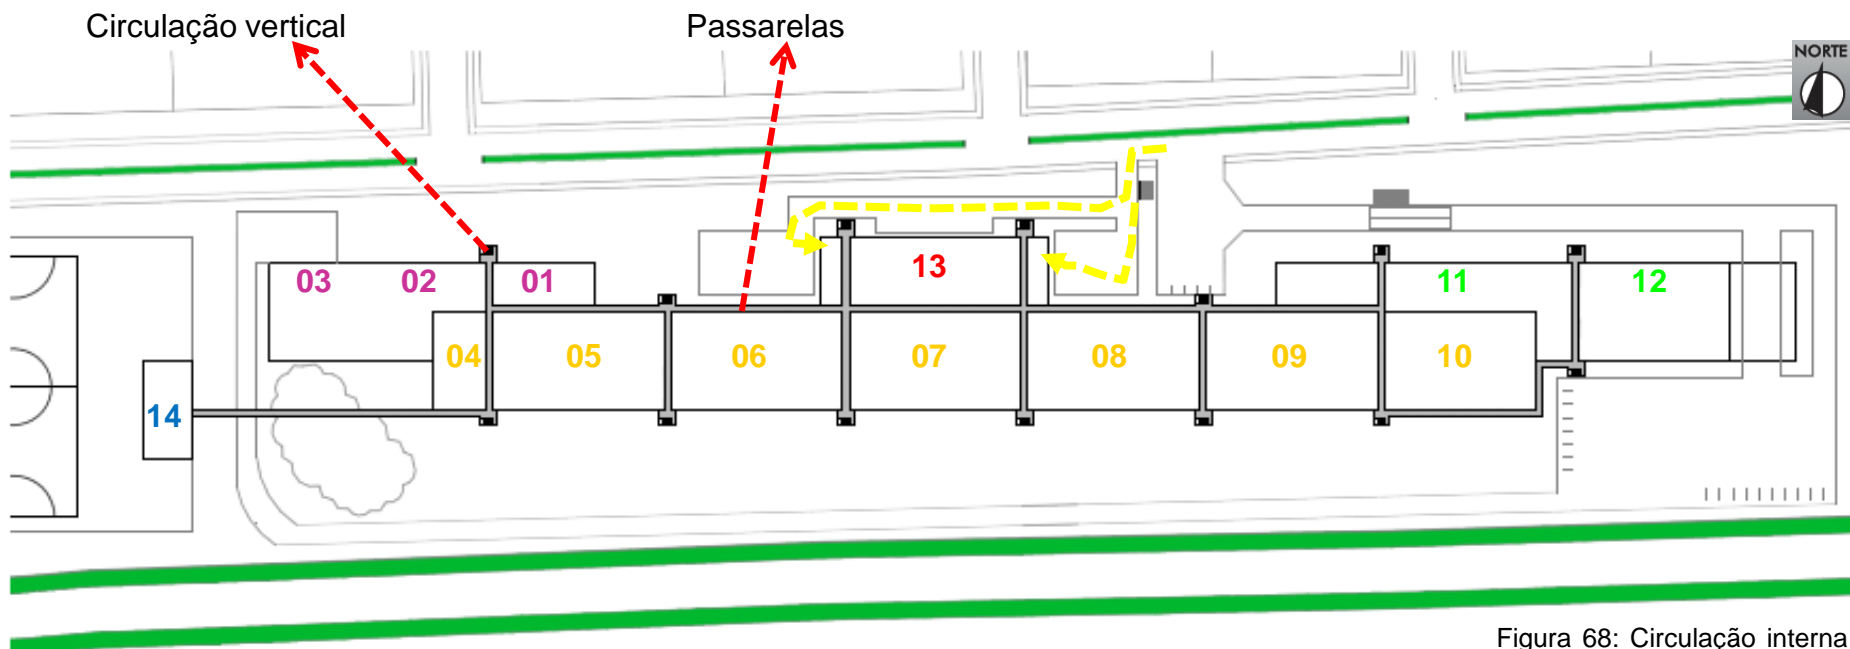 Circulação vertical
Passarelas
NORTE
03 02 01
13
11 12
04 05 06 07 08 09 10
14
Figura 68: Circulação interna